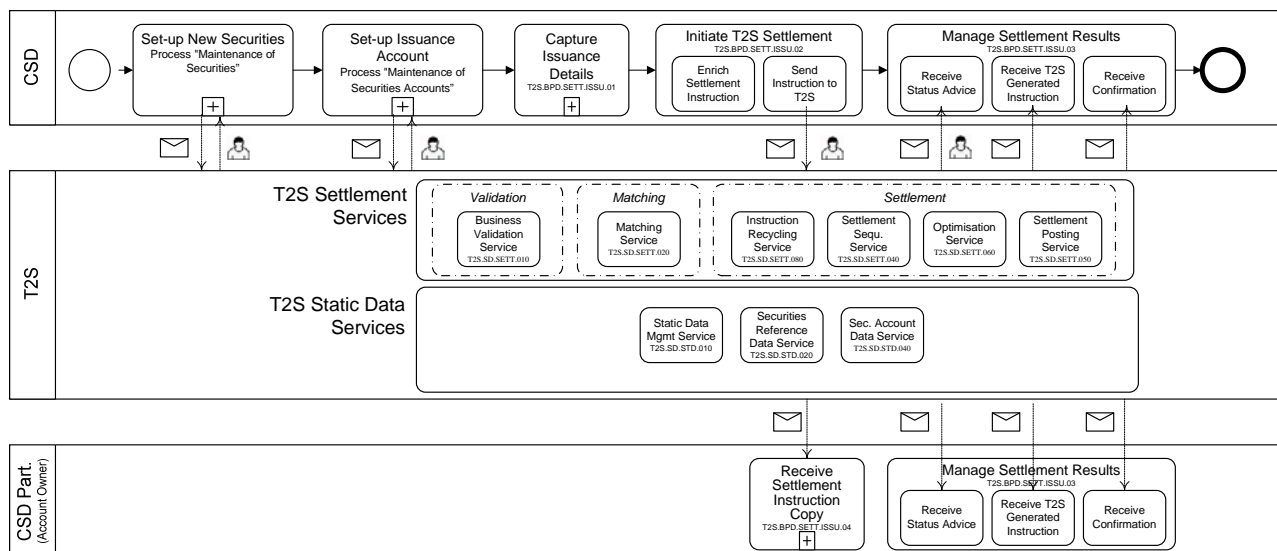 CSD
Set-up New Securities
Process "Maintenance of
Securities"
Set-up Issuance
Account
Process "Maintenance of
Securities Accounts"
Capture
Issuance
Details
T2S.BPD.SETT.ISSU.01
Initiate T2S Settlement
T2S.BPD.SETT.ISSU.02
Enrich
Settlement
Instruction
Send
Instruction to
T2S
Manage Settlement Results
T2S.BPD.SETT.ISSU.03
Receive
Status Advice
Receive T2S
Generated
Instruction
Receive
Confirmation
T2S
T2S Settlement
Services
Validation
Business
Validation
Service
T2S.SD.SETT.010
Matching
Matching
Service
T2S.SD.SETT.020
Settlement
Instruction
Recycling
Service
T2S.SD.SETT.080
Settlement
Sequ.
Service
T2S.SD.SETT.040
Optimisation
Service
T2S.SD.SETT.060
Settlement
Posting
Service
T2S.SD.SETT.050
T2S Static Data
Services
Static Data
Mgmt Service
T2S.SD.STD.010
Securities
Reference
Data Service
T2S.SD.STD.020
Sec. Account
Data Service
T2S.SD.STD.040
CSD Part.
(Account Owner)
Receive
Settlement
Instruction
Copy
T2S.BPD.SETT.ISSU.04
Manage Settlement Results
T2S.BPD.SETT.ISSU.03
Receive
Status Advice
Receive T2S
Generated
Instruction
Receive
Confirmation